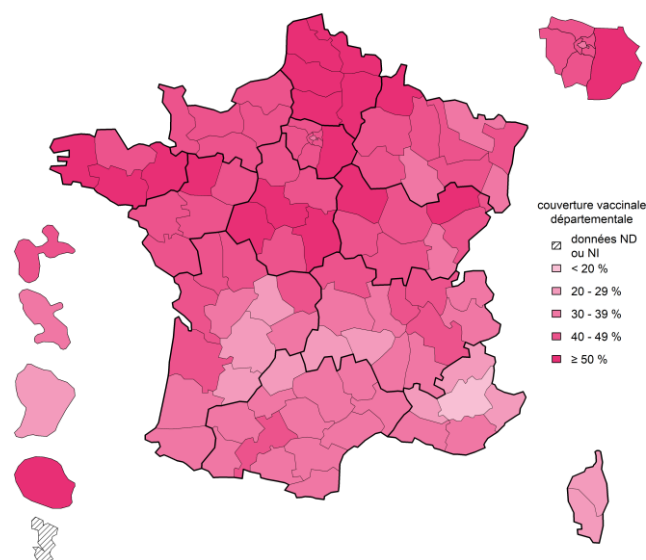 couverture vaccinale
départementale
données ND
ou NI
< 20 %
20 - 29 %
30 - 39 %
40 - 49 %
≥ 50 %